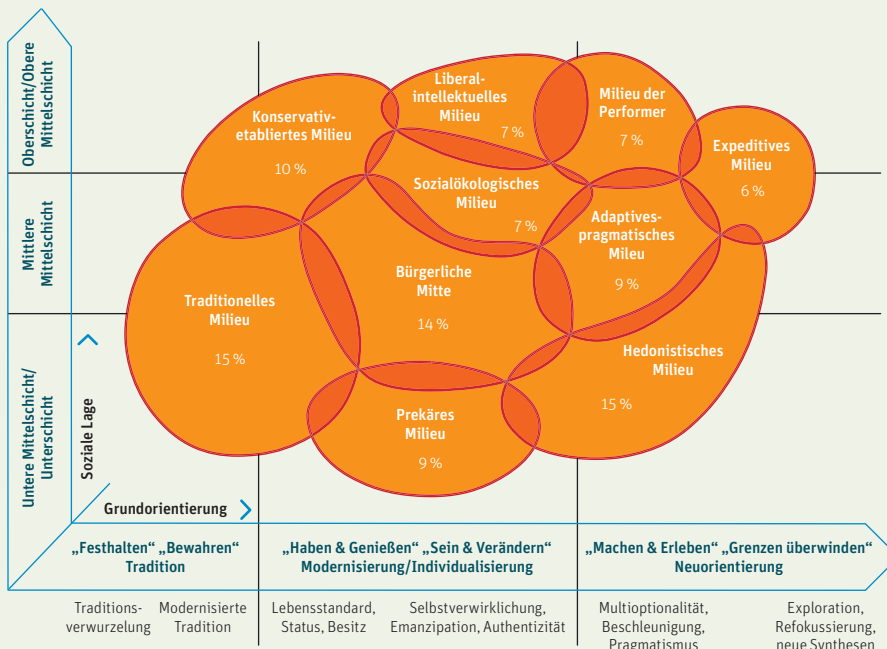 Oberschicht/Obere
Mittelschicht
Mittlere
Mittelschicht
Untere Mittelschicht/
Unterschicht
Soziale Lage
Konservativ-
etabliertes Milieu
10 %
Liberal-
intellektuelles
Milieu
7 %
Milieu der
Performer
7 %
Expeditives
Milieu
6 %
Sozialökologisches
Milieu
7 %
Adaptives-
pragmatisches
Mileu
9 %
Traditionelles
Milieu
15 %
Bürgerliche
Mitte
14 %
Hedonistisches
Milieu
15 %
Prekäres
Milieu
9 %
Grundorientierung
„Festhalten“ „Bewahren“
Tradition
„Haben & Genießen“ „Sein & Verändern“
Modernisierung/Individualisierung
„Machen & Erleben“ „Grenzen überwinden“
Neuorientierung
Traditions-
verwurzelung
Modernisierte
Tradition
Lebensstandard,
Status, Besitz
Selbstverwirklichung,
Emanzipation, Authentizität
Multioptionalität,
Beschleunigung,
Pragmatismus
Exploration,
Refokussierung,
neue Synthesen